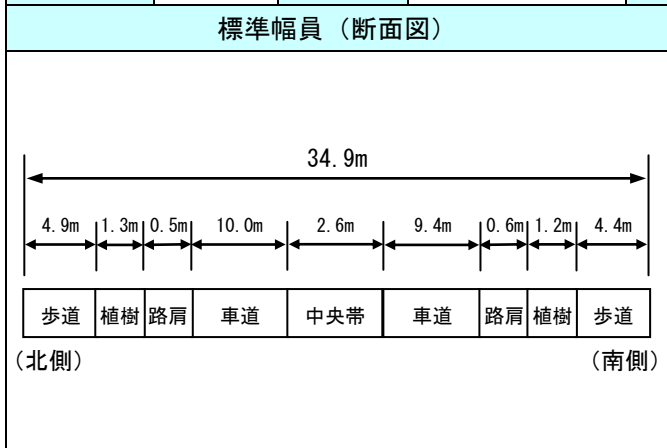 標準幅員（断面図）
34.9m
4.9m 1.3m 0.5m 10.0m 2.6m 9.4m 0.6m 1.2m 4.4m
歩道 植樹 路肩 車道 中央帯 車道 路肩 植樹 歩道
（北側） （南側）